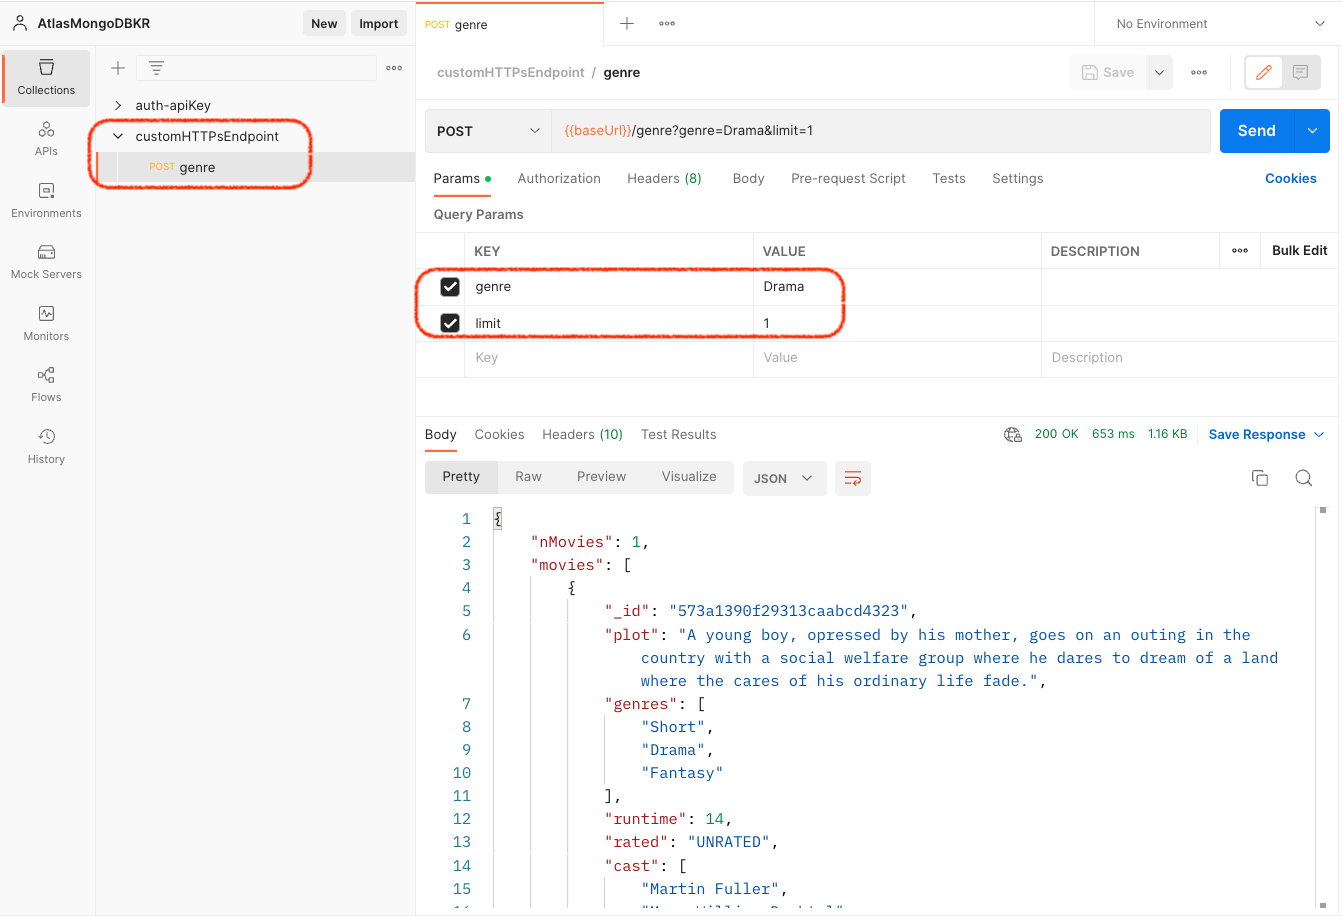 AtlasMongoDBKR
New
Import
POST genre
No Environment
Collections
APIs
Environments
Mock Servers
Monitors
Flows
History
auth-apiKey
customHTTPsEndpoint
POST genre
customHTTPsEndpoint / genre
Save
POST
{{baseUrl}}/genre?genre=Drama&limit=1
Send
Params
Authorization
Headers (8)
Body
Pre-request Script
Tests
Settings
Cookies
Query Params
KEY VALUE DESCRIPTION
Bulk Edit
genre Drama
limit 1
Key Value Description
Body
Cookies
Headers (10)
Test Results
200 OK 653 ms 1.16 KB
Save Response
Pretty
Raw
Preview
Visualize
JSON
1 {
2 "nMovies": 1,
3 "movies": [
4 {
5 "_id": "573a1390f29313caabcd4323",
6 "plot": "A young boy, opressed by his mother, goes on an outing in the
country with a social welfare group where he dares to dream of a land
where the cares of his ordinary life fade.",
7 "genres": [
8 "Short",
9 "Drama",
10 "Fantasy"
11 ],
12 "runtime": 14,
13 "rated": "UNRATED",
14 "cast": [
15 "Martin Fuller",